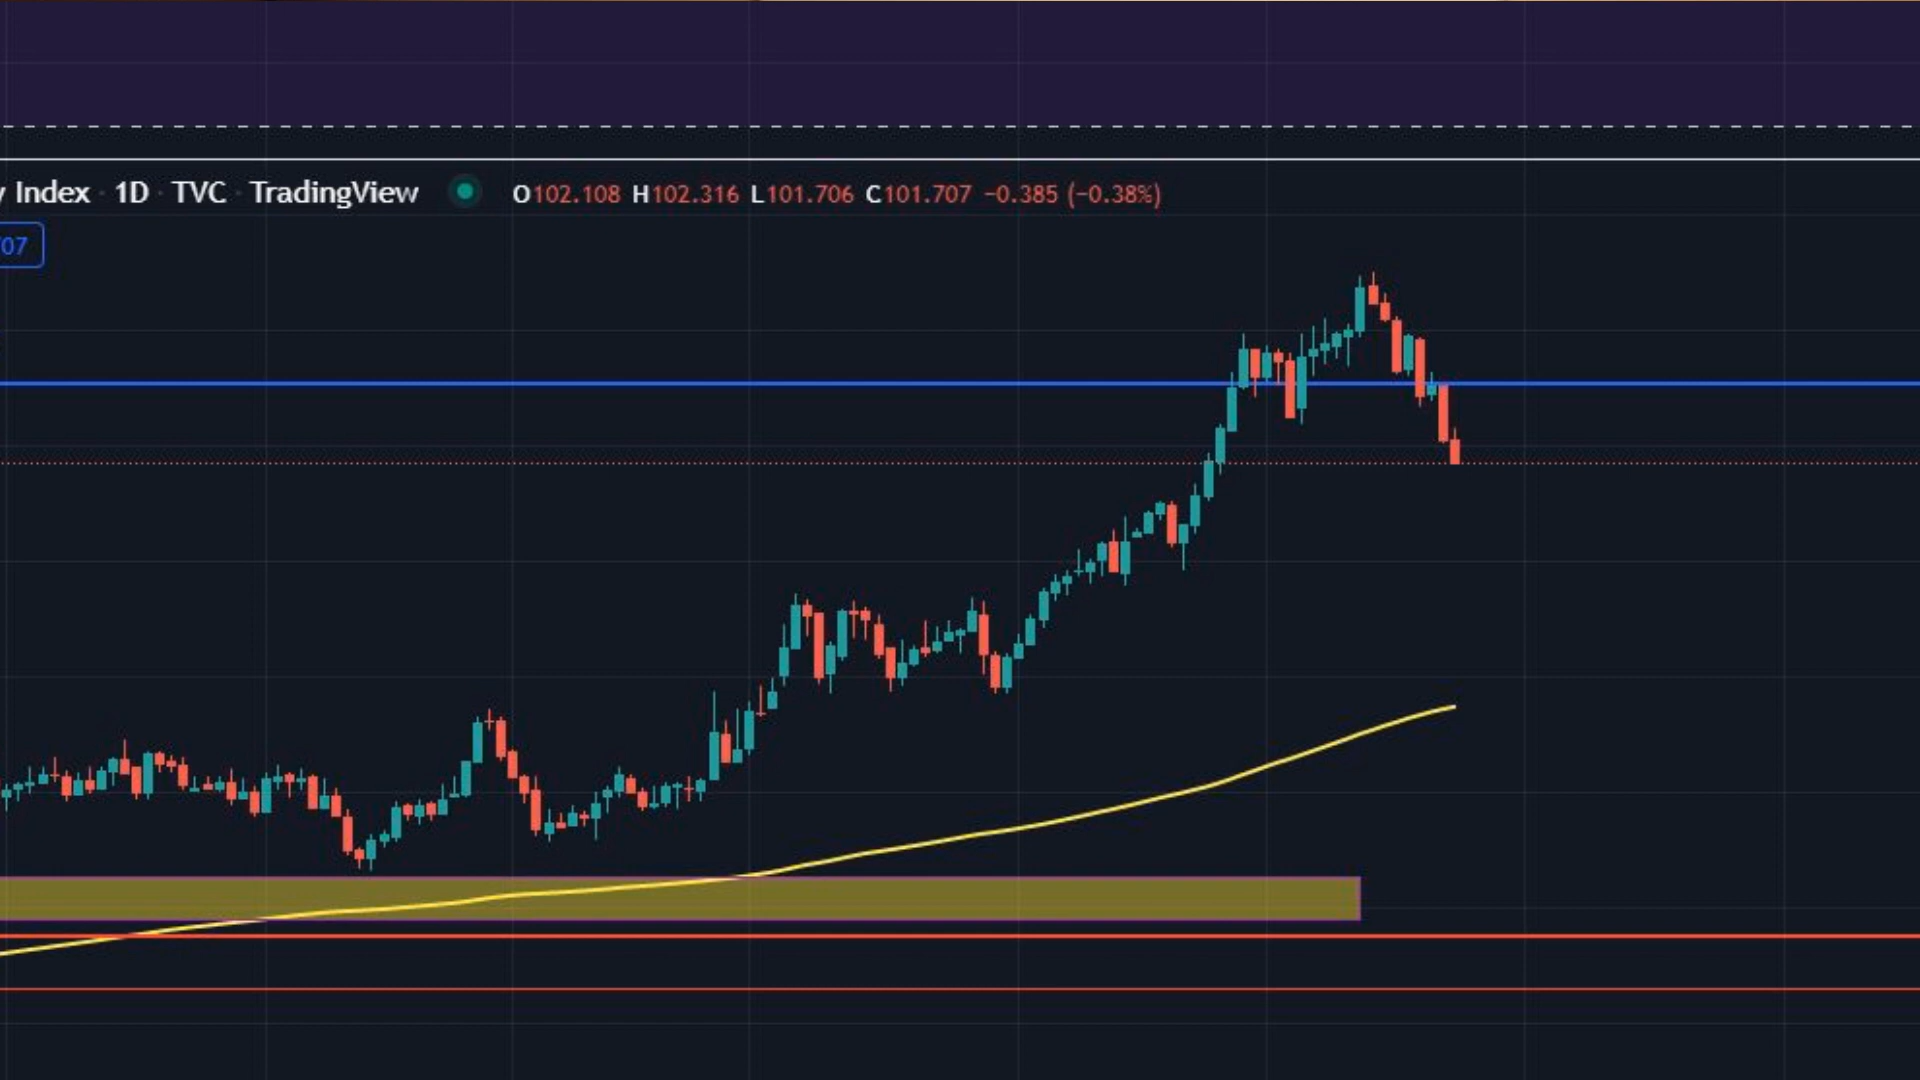 y Index · 1D · TVC · TradingView O102.108 H102.316 L101.706 C101.707 −0.385 (−0.38%)
07